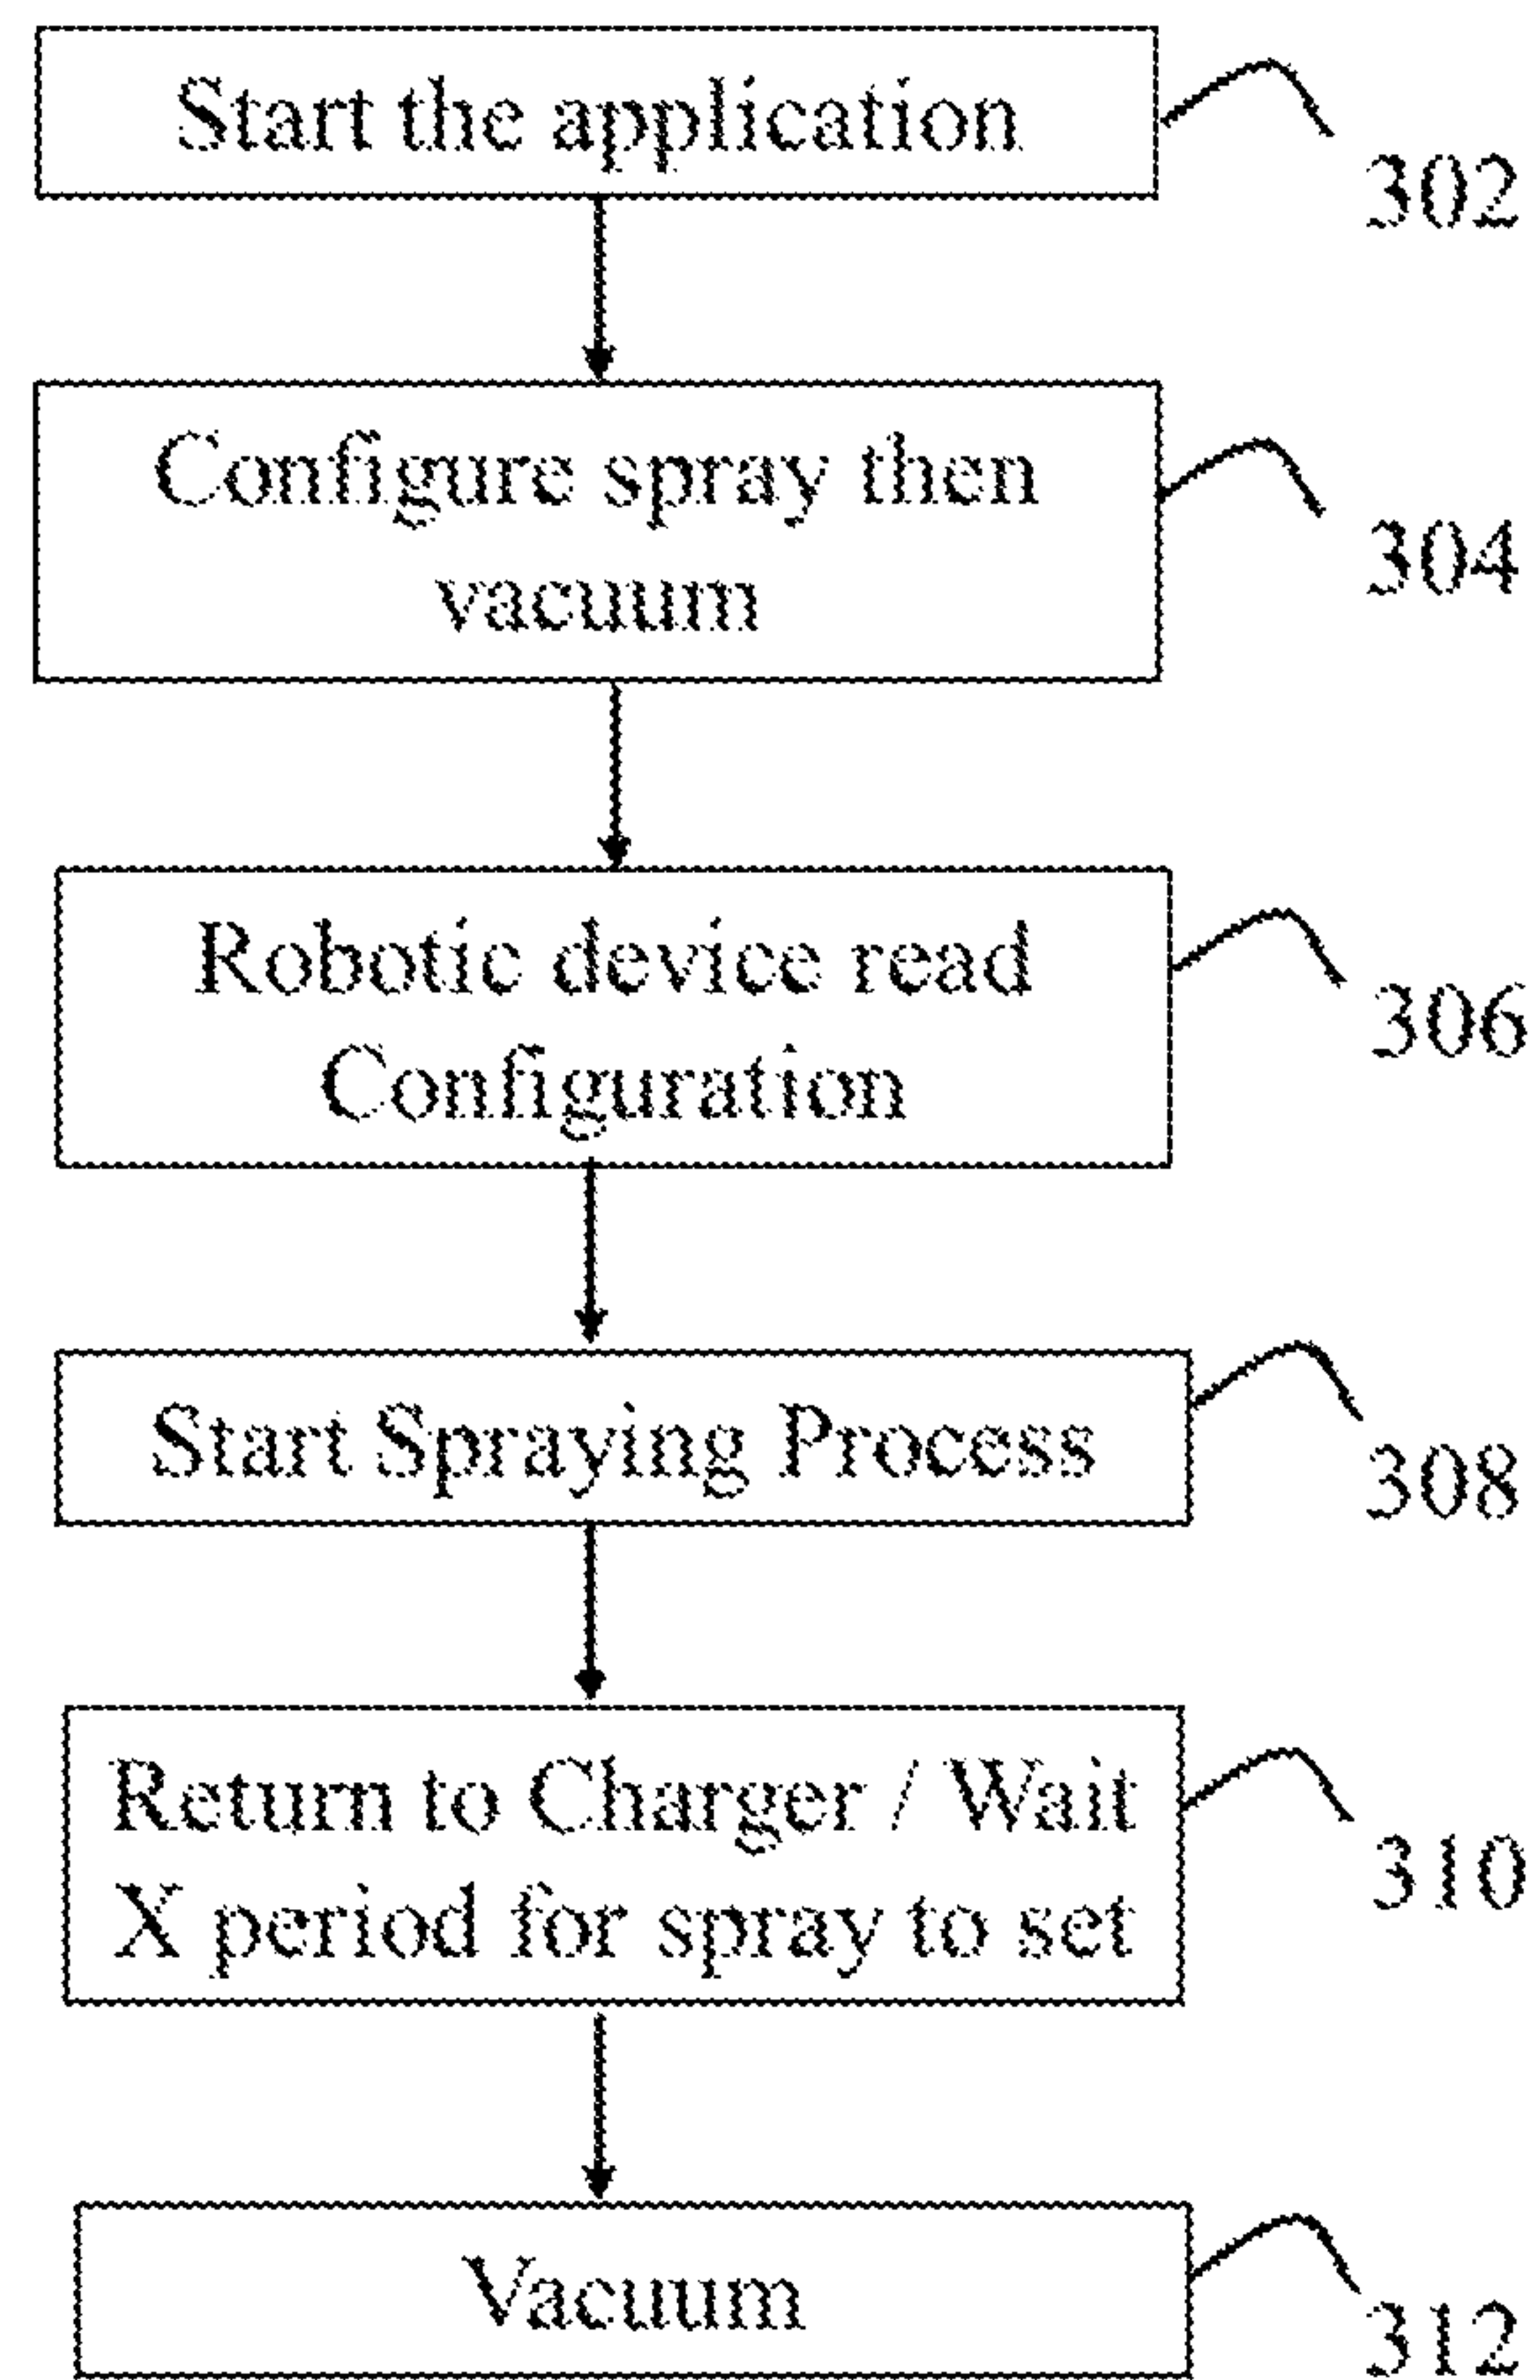 Start the application
302
Configure spray then
vacuum
304
Robotic device read
Configuration
306
Start Spraying Process
308
Return to Charger / Wait
X period for spray to set
310
Vacuum
312